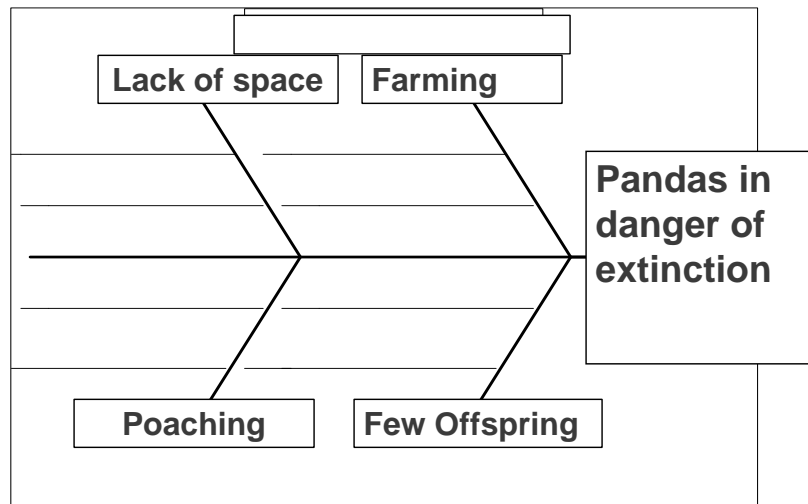 Lack of space
Farming
Pandas in
danger of
extinction
Poaching
Few Offspring